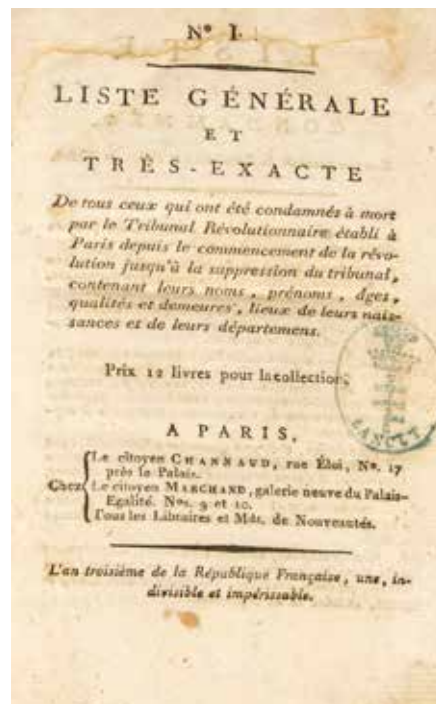 N° I.
LISTE GÉNÉRALE
ET
TRÈS-EXACTE
De tous ceux qui ont été condamnés à mort
par le Tribunal Révolutionnaire établi à
Paris depuis le commencement de la révo-
lution jusqu'à la suppression du tribunal,
contenant leurs noms, prénoms, âges,
qualités et demeures, lieux de leurs nais-
sances et de leurs départemens.
Prix 12 livres pour la collection,
A PARIS,
Le citoyen CHANNAUD, rue Éloi, N°. 17
près le Palais.
Chez Le citoyen MARCHAND, galerie neuve du Palais-
Egalité. Nos. 9 et 10.
Tous les Libraires et Mds. de Nouveautés.
L'an troisième de la République Française, une, in-
divisible et impérissable.